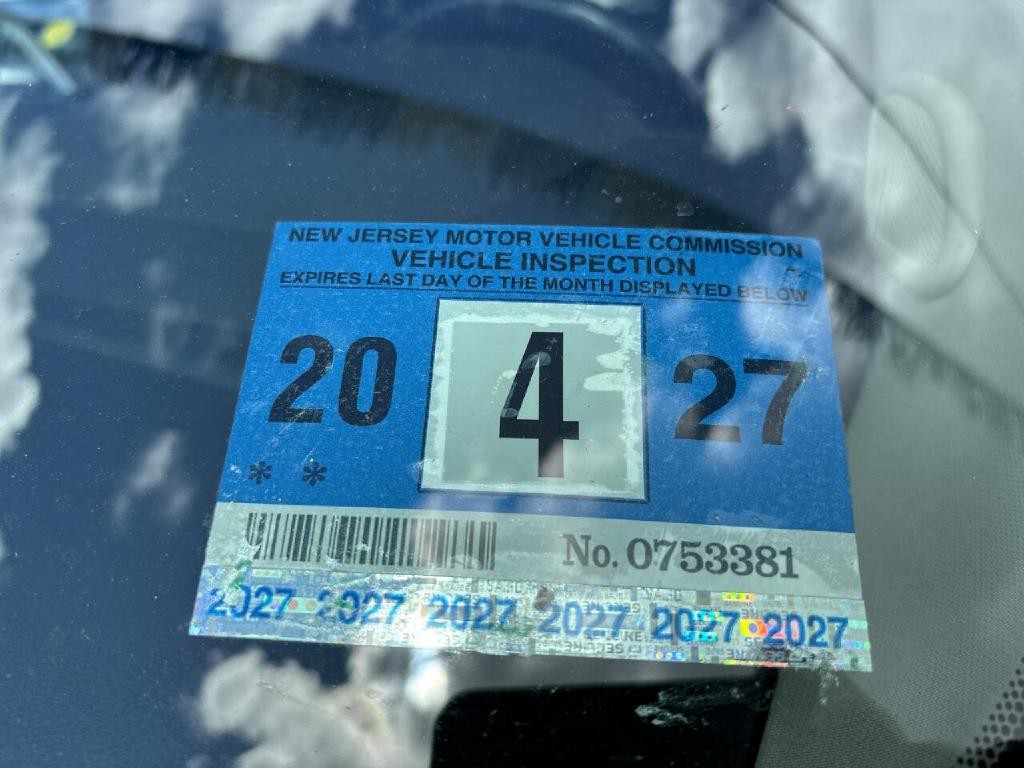 NEW JERSEY MOTOR VEHICLE COMMISSION
VEHICLE INSPECTION
EXPIRES LAST DAY OF THE MONTH DISPLAYED BELOW
20 4 27
* *
No. 0753381
2027 2027 2027 2027 2027 2027